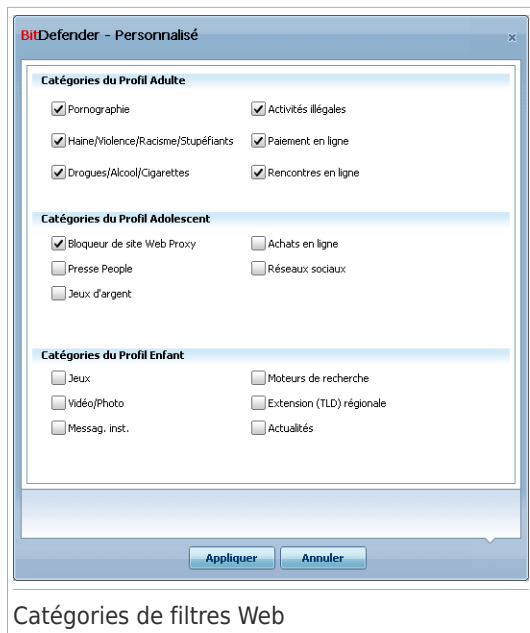 BitDefender - Personnalisé
Catégories du Profil Adulte
Pornographie
Activités illégales
Haine/Violence/Racisme/Stupéfiants
Paiement en ligne
Drogues/Alcool/Cigarettes
Rencontres en ligne
Catégories du Profil Adolescent
Bloqueur de site Web Proxy
Achats en ligne
Presse People
Réseaux sociaux
Jeux d'argent
Catégories du Profil Enfant
Jeux
Moteurs de recherche
Vidéo/Photo
Extension (TLD) régionale
Messag. inst.
Actualités
Appliquer
Annuler
Catégories de filtres Web